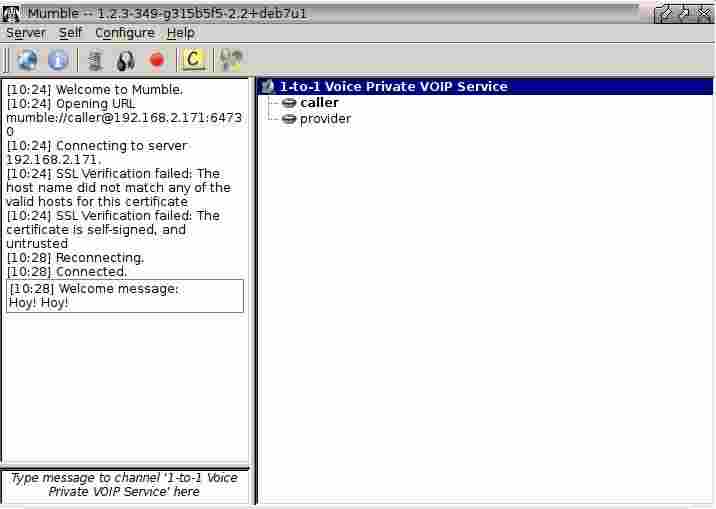 Mumble -- 1.2.3-349-g315b5f5-2.2+deb7u1
Server Self Configure Help
C
[10:24] Welcome to Mumble.
[10:24] Opening URL
mumble://caller@192.168.2.171:6473
0
[10:24] Connecting to server
192.168.2.171.
[10:24] SSL Verification failed: The
host name did not match any of the
valid hosts for this certificate
[10:24] SSL Verification failed: The
certificate is self-signed, and
untrusted
[10:28] Reconnecting.
[10:28] Connected.
[10:28] Welcome message:
Hoy! Hoy!
Type message to channel '1-to-1 Voice
Private VOIP Service' here
1-to-1 Voice Private VOIP Service
caller
provider